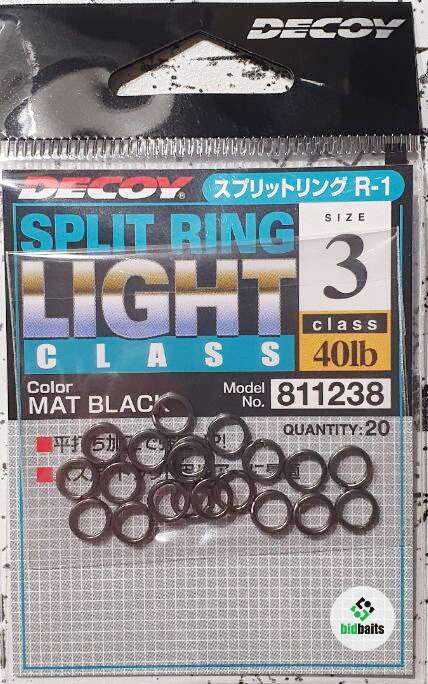 DECOY
DECOY®
スプリットリング R-1
SPLIT RING
LIGHT
CLASS
SIZE
3
class
40lb
Color
MAT BLACK
Model
No. 811238
QUANTITY:20
bidbaits